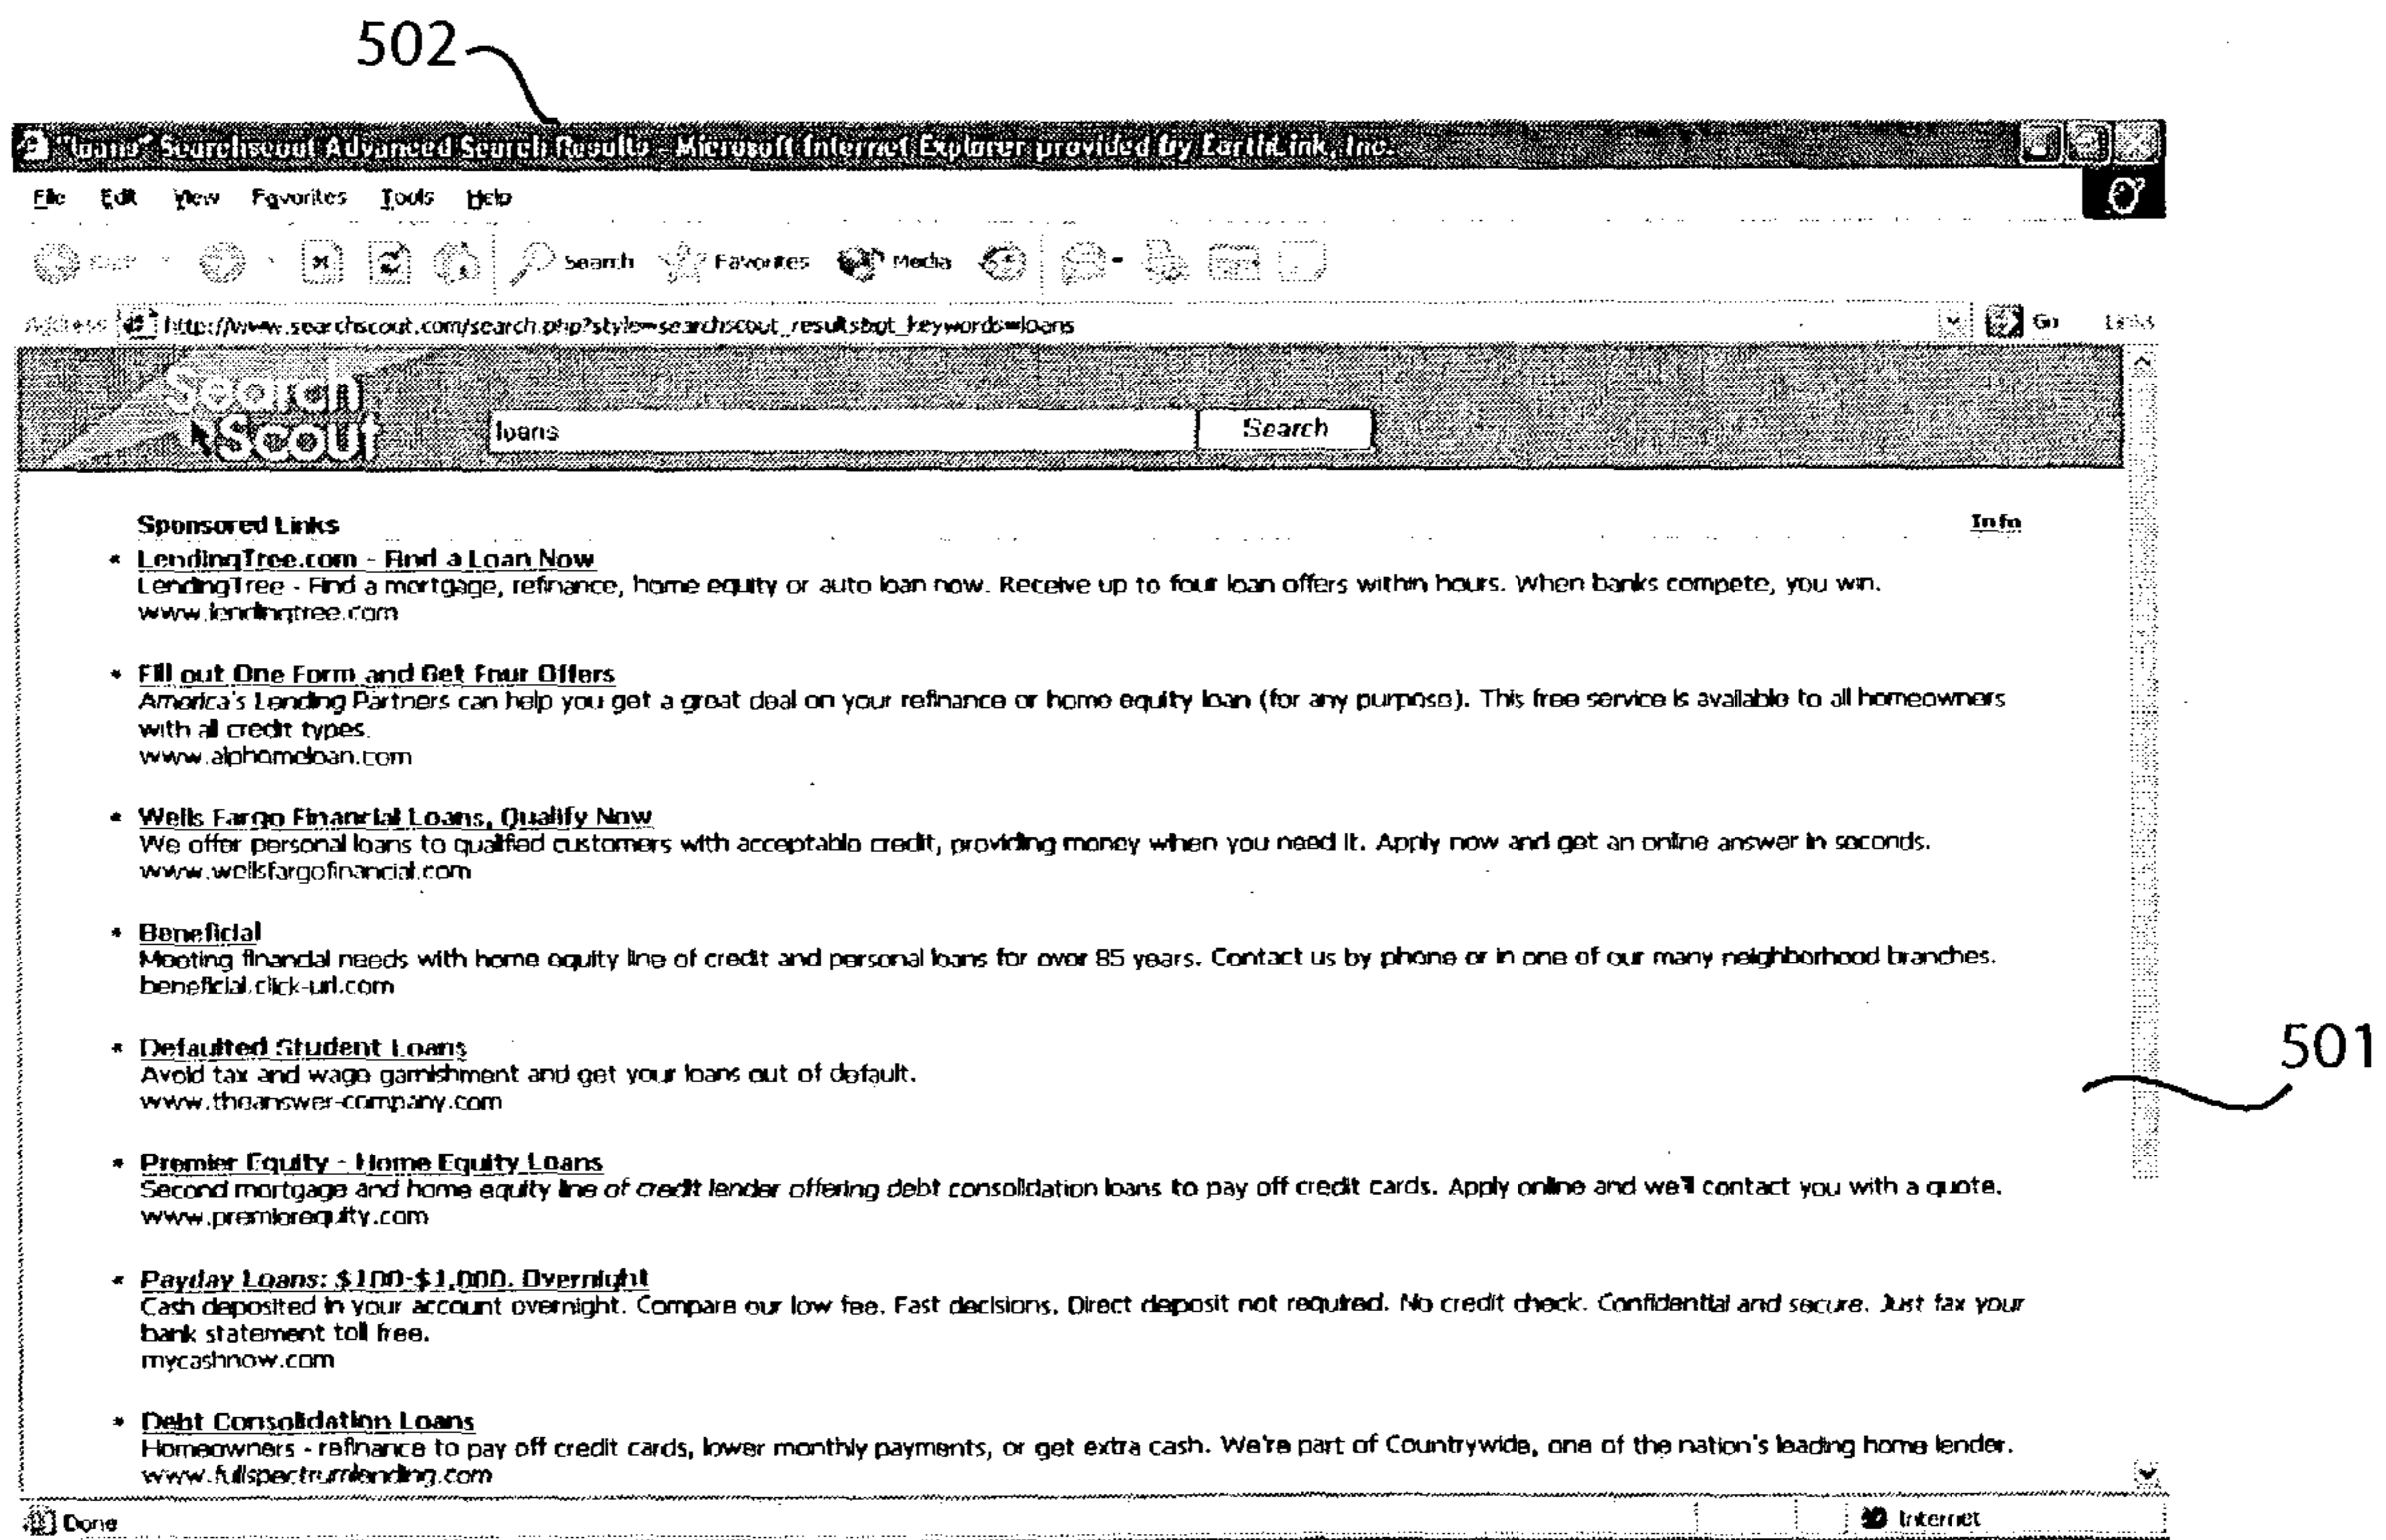 502
"loans" Searchscout Advanced Search Results - Microsoft Internet Explorer provided by EarthLink, Inc.
File Edit View Favorites Tools Help
Back Search Favorites Media
Address http://www.searchscout.com/search.php?style=searchscout_results&pt_keywords=loans Go Links
Search
Scout
loans Search
Sponsored Links Info
LendingTree.com - Find a Loan Now
LendingTree - Find a mortgage, refinance, home equity or auto loan now. Receive up to four loan offers within hours. When banks compete, you win.
www.lendingtree.com
Fill out One Form and Get Four Offers
America's Lending Partners can help you get a great deal on your refinance or home equity loan (for any purpose). This free service is available to all homeowners
with all credit types.
www.alphomeloan.com
Wells Fargo Financial Loans, Qualify Now
We offer personal loans to qualified customers with acceptable credit, providing money when you need it. Apply now and get an online answer in seconds.
www.wellsfargofinancial.com
Beneficial
Meeting financial needs with home equity line of credit and personal loans for over 85 years. Contact us by phone or in one of our many neighborhood branches.
beneficial.click-url.com
501
Defaulted Student Loans
Avoid tax and wage garnishment and get your loans out of default.
www.theanswer-company.com
Premier Equity - Home Equity Loans
Second mortgage and home equity line of credit lender offering debt consolidation loans to pay off credit cards. Apply online and we'll contact you with a quote.
www.premierequity.com
Payday Loans: $100-$1,000. Overnight
Cash deposited in your account overnight. Compare our low fee. Fast decisions. Direct deposit not required. No credit check. Confidential and secure. Just fax your
bank statement toll free.
mycashnow.com
Debt Consolidation Loans
Homeowners - refinance to pay off credit cards, lower monthly payments, or get extra cash. We're part of Countrywide, one of the nation's leading home lender.
www.fullspectrumlending.com
Done Internet